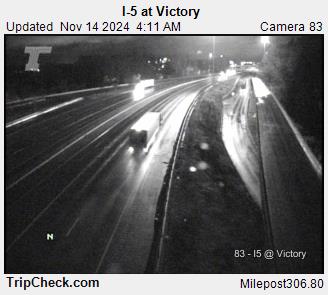 I-5 at Victory
Updated Nov 14 2024 4:11 AM
Camera 83
T
N
83 - I5 @ Victory
TripCheck.com
Milepost306.80